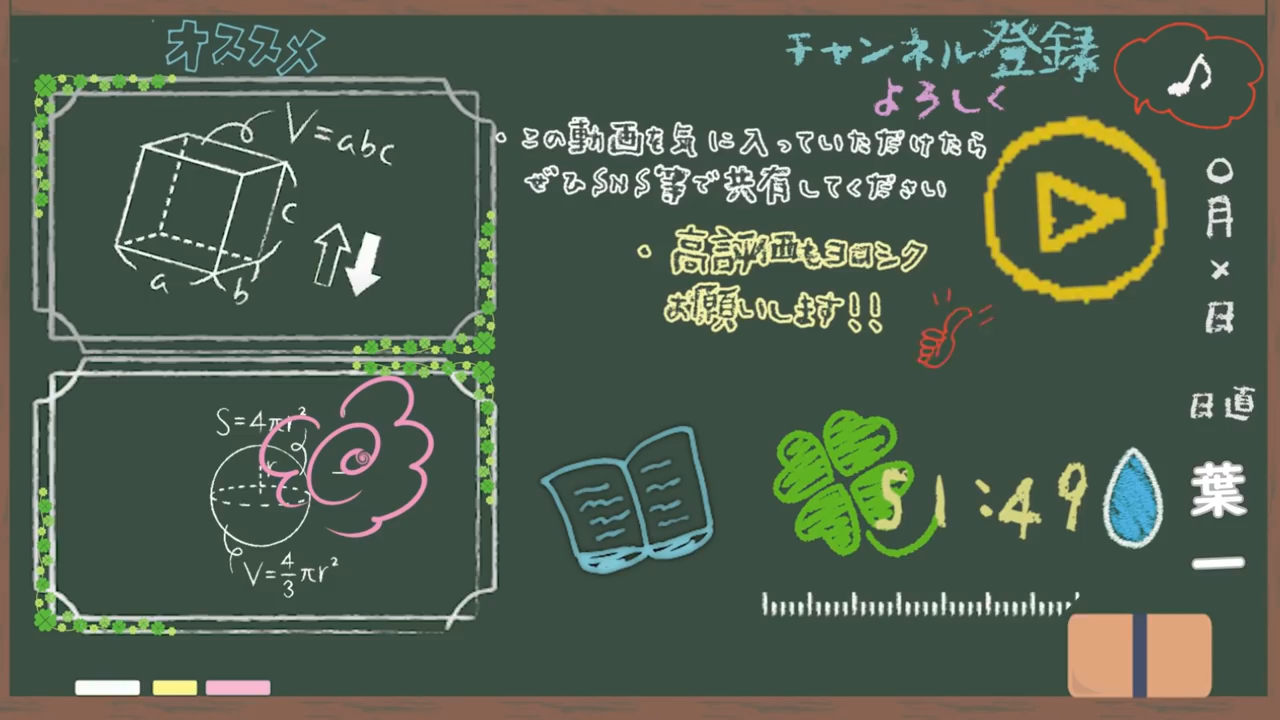 オススメ
V=abc
a
b
c
S=4πr²
r
V=4/3πr²
チャンネル登録
よろしく
・この動画を気に入っていただけたら
ぜひSNS等で共有してください
・高評価もヨロシク
お願いします!!
51:49
〇月×日
日直
葉一